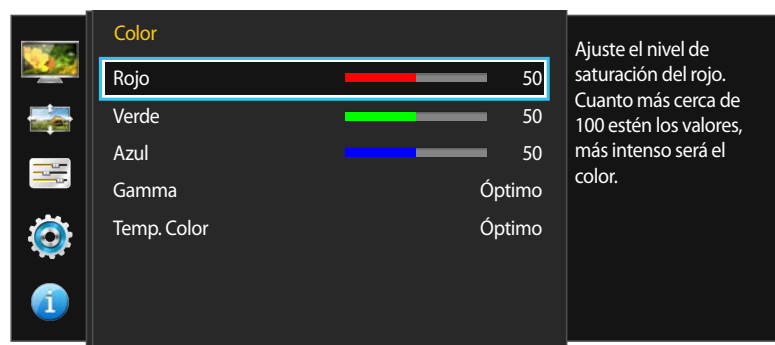 Color
Rojo 50
Verde 50
Azul 50
Gamma Óptimo
Temp. Color Óptimo
Ajuste el nivel de
saturación del rojo.
Cuanto más cerca de
100 estén los valores,
más intenso será el
color.